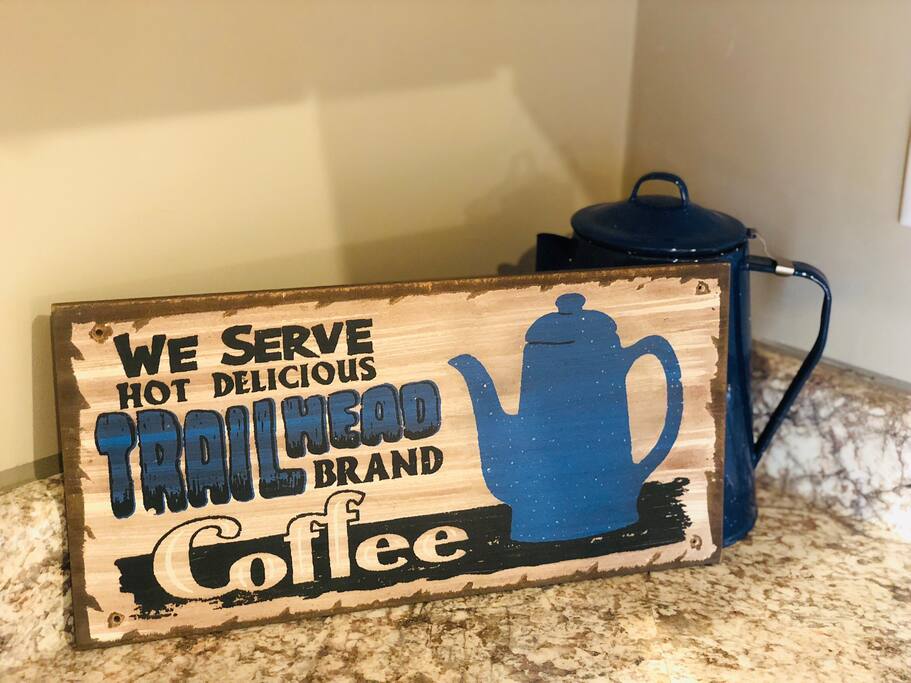 WE SERVE
HOT DELICIOUS
TRAILHEAD
BRAND
Coffee